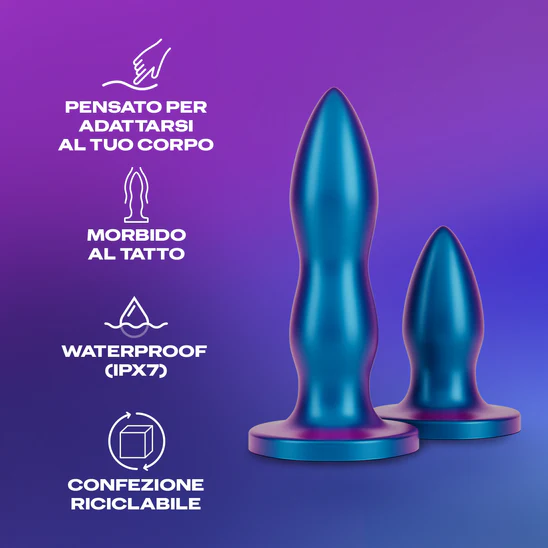 PENSATO PER
ADATTARSI
AL TUO CORPO
MORBIDO
AL TATTO
WATERPROOF
(IPX7)
CONFEZIONE
RICICLABILE